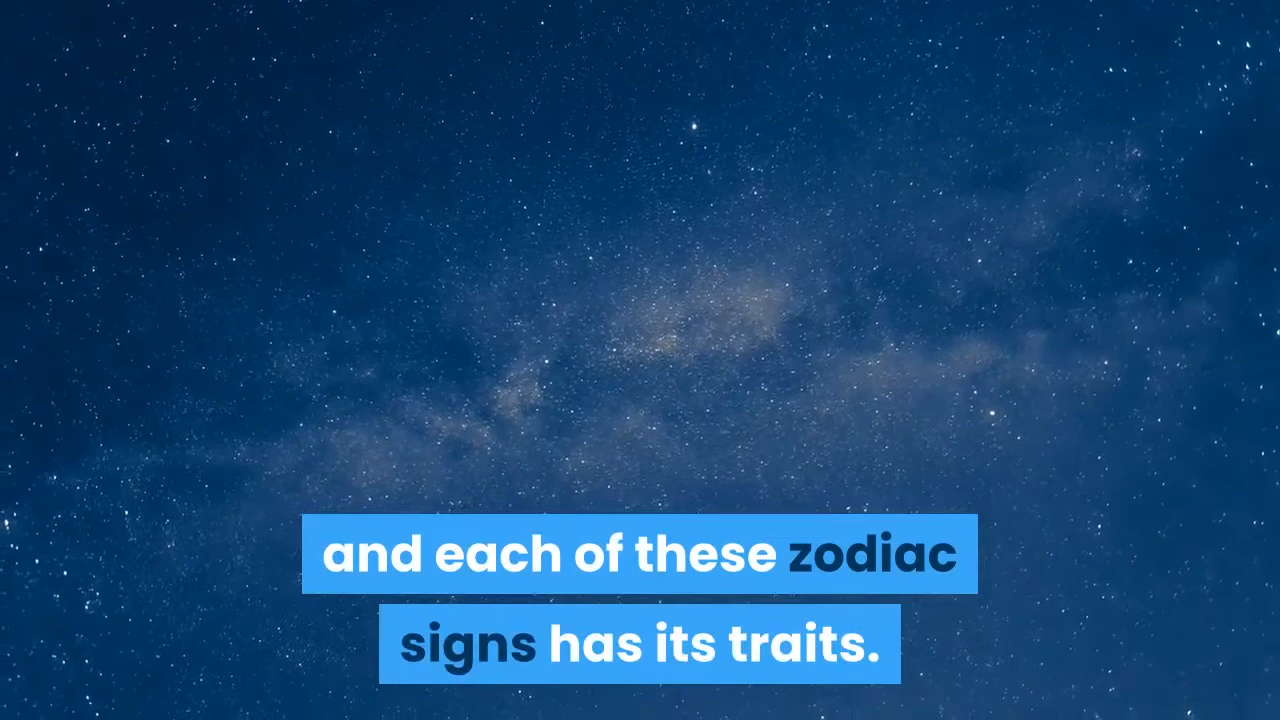 and each of these zodiac
signs has its traits.